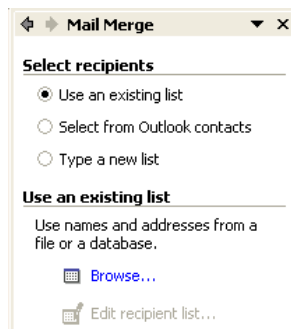 Mail Merge
Select recipients
Use an existing list
Select from Outlook contacts
Type a new list
Use an existing list
Use names and addresses from a
file or a database.
Browse...
Edit recipient list...